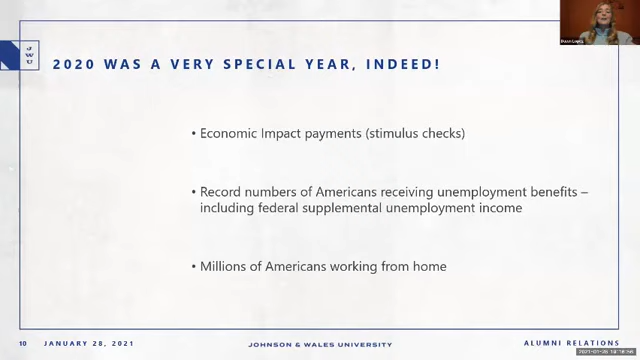 J
W
U
2020 WAS A VERY SPECIAL YEAR, INDEED!
• Economic Impact payments (stimulus checks)
• Record numbers of Americans receiving unemployment benefits –
including federal supplemental unemployment income
• Millions of Americans working from home
10 JANUARY 28, 2021
JOHNSON & WALES UNIVERSITY
ALUMNI RELATIONS